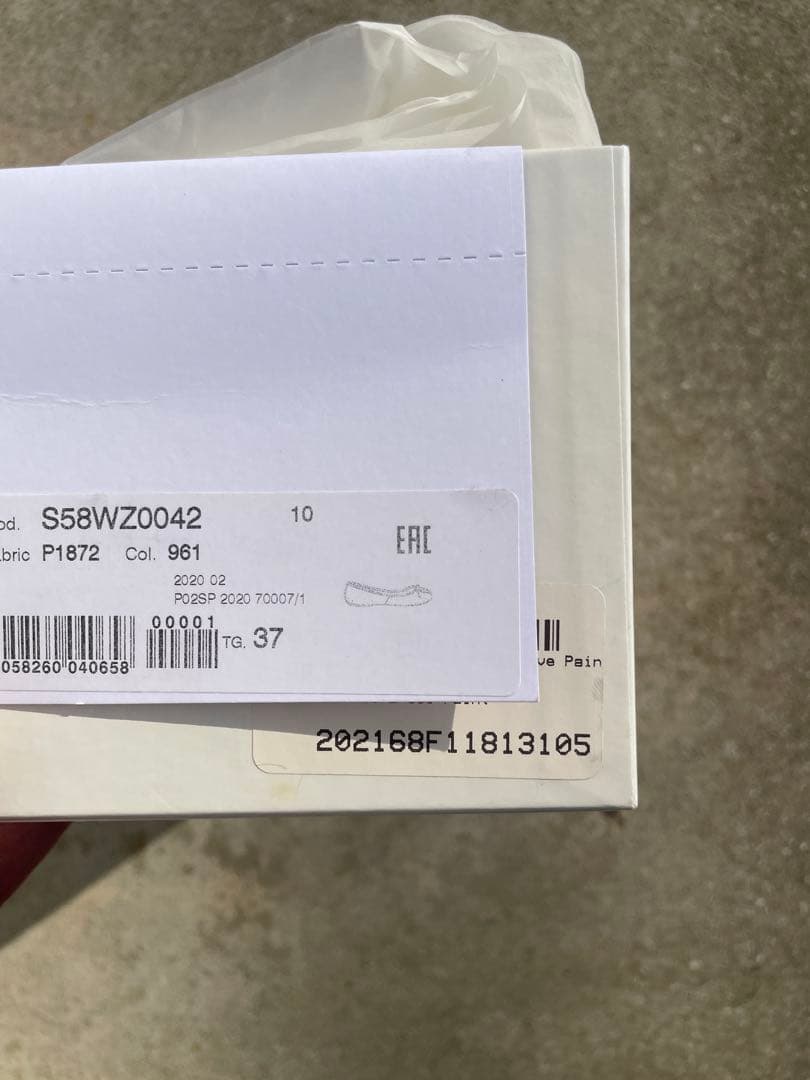 od. S58WZ0042 10
bric P1872 Col. 961
EAC
2020 02
P02SP 2020 70007/1
00001
058260 040658
TG. 37
ve Pain
202168F11813105